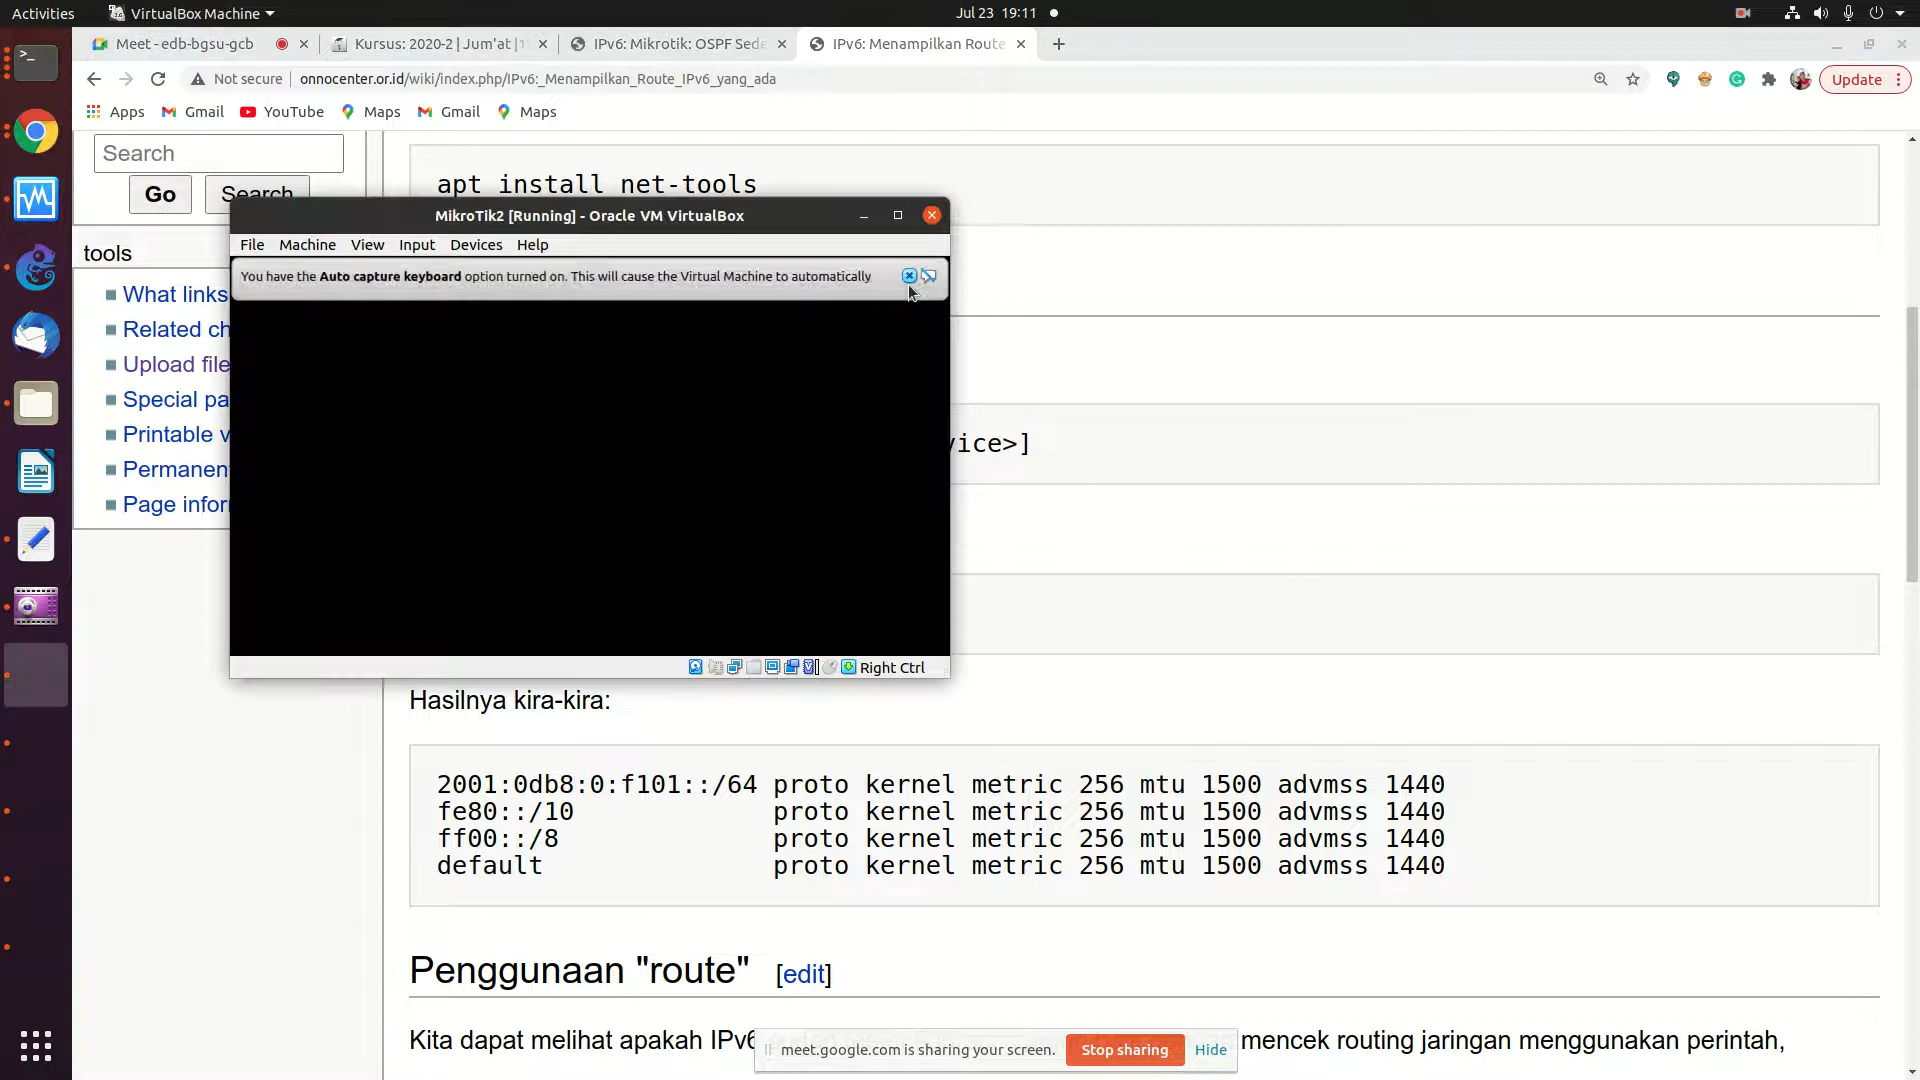 Activities
VirtualBox Machine
Jul 23 19:11
Meet - edb-bgsu-gcb
Kursus: 2020-2 | Jum'at |
IPv6: Mikrotik: OSPF Sede
IPv6: Menampilkan Route
Not secure
onnocenter.or.id/wiki/index.php/IPv6:_Menampilkan_Route_IPv6_yang_ada
Update
Apps
Gmail
YouTube
Maps
Gmail
Maps
Search
Go
Search
apt install net-tools
MikroTik2 [Running] - Oracle VM VirtualBox
File
Machine
View
Input
Devices
Help
You have the Auto capture keyboard option turned on. This will cause the Virtual Machine to automatically
tools
What links
Related ch
Upload file
Special pa
Printable v
Permanen
Page infor
vice>]
Right Ctrl
Hasilnya kira-kira:
2001:0db8:0:f101::/64 proto kernel metric 256 mtu 1500 advmss 1440
fe80::/10 proto kernel metric 256 mtu 1500 advmss 1440
ff00::/8 proto kernel metric 256 mtu 1500 advmss 1440
default proto kernel metric 256 mtu 1500 advmss 1440
Penggunaan "route" [edit]
Kita dapat melihat apakah IPv6
mencek routing jaringan menggunakan perintah,
meet.google.com is sharing your screen.
Stop sharing
Hide